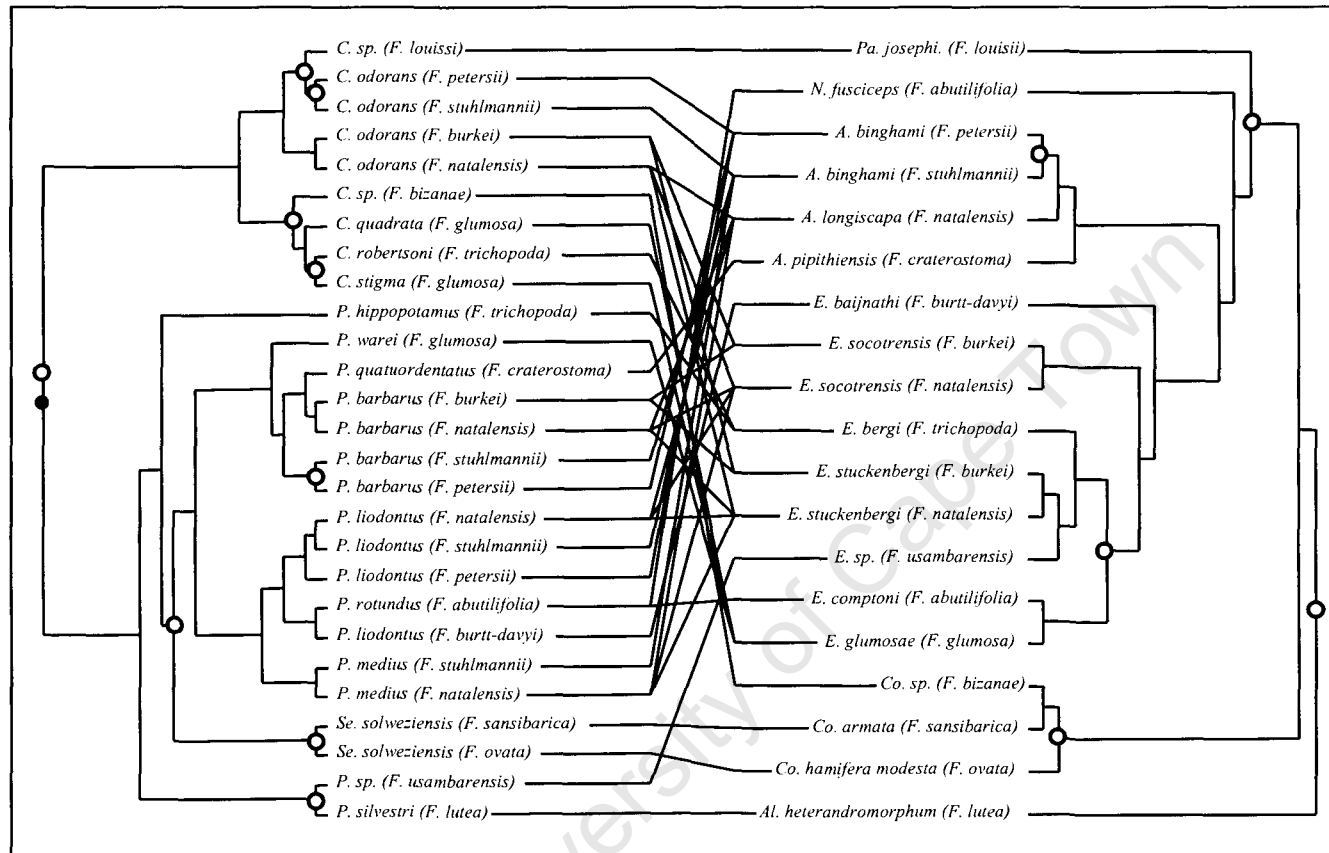 C. sp. (F. louissi)
C. odorans (F. petersii)
C. odorans (F. stuhlmannii)
C. odorans (F. burkei)
C. odorans (F. natalensis)
C. sp. (F. bizanae)
C. quadrata (F. glumosa)
C. robertsoni (F. trichopoda)
C. stigma (F. glumosa)
P. hippopotamus (F. trichopoda)
P. warei (F. glumosa)
P. quatuordentatus (F. craterostoma)
P. barbarus (F. burkei)
P. barbarus (F. natalensis)
P. barbarus (F. stuhlmannii)
P. barbarus (F. petersii)
P. liodontus (F. natalensis)
P. liodontus (F. stuhlmannii)
P. liodontus (F. petersii)
P. rotundus (F. abutilifolia)
P. liodontus (F. burtt-davyi)
P. medius (F. stuhlmannii)
P. medius (F. natalensis)
Se. solweziensis (F. sansibarica)
Se. solweziensis (F. ovata)
P. sp. (F. usambarensis)
P. silvestri (F. lutea)
Pa. josephi. (F. louisii)
N. fusciceps (F. abutilifolia)
A. binghami (F. petersii)
A. binghami (F. stuhlmannii)
A. longiscapa (F. natalensis)
A. pipithiensis (F. craterostoma)
E. baijnathi (F. burtt-davyi)
E. socotrensis (F. burkei)
E. socotrensis (F. natalensis)
E. bergi (F. trichopoda)
E. stuckenbergi (F. burkei)
E. stuckenbergi (F. natalensis)
E. sp. (F. usambarensis)
E. comptoni (F. abutilifolia)
E. glumosae (F. glumosa)
Co. sp. (F. bizanae)
Co. armata (F. sansibarica)
Co. hamifera modesta (F. ovata)
Al. heterandromorphum (F. lutea)
versity of Cape Town